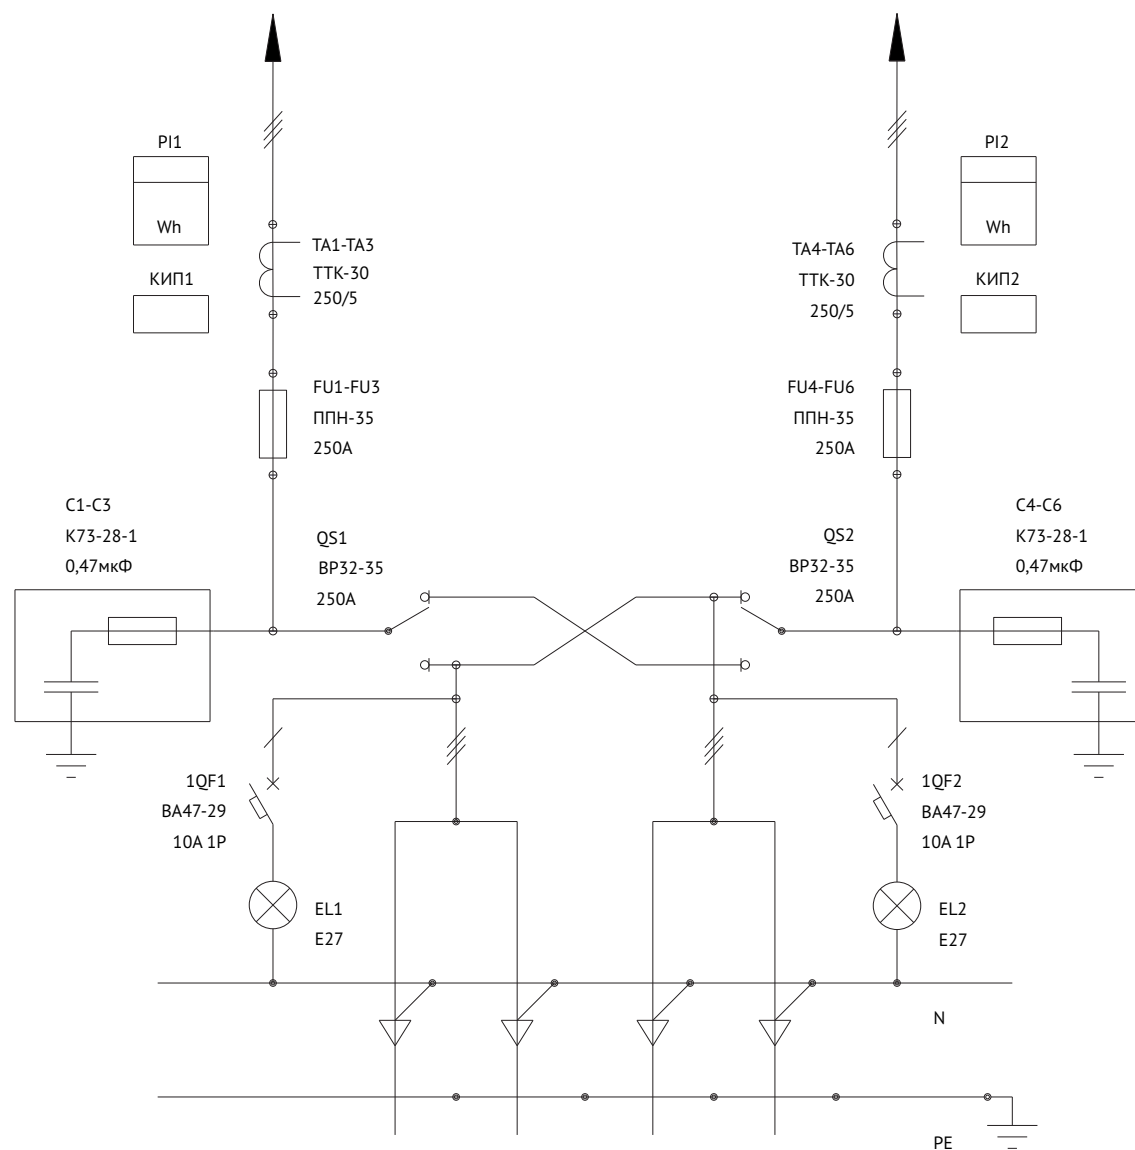 PI1
Wh
КИП1
TA1-TA3
ТТК-30
250/5
PI2
Wh
КИП2
TA4-TA6
ТТК-30
250/5
FU1-FU3
ППН-35
250А
FU4-FU6
ППН-35
250А
C1-C3
К73-28-1
0,47мкФ
QS1
ВР32-35
250А
QS2
ВР32-35
250А
C4-C6
К73-28-1
0,47мкФ
1QF1
ВА47-29
10А 1Р
1QF2
ВА47-29
10А 1Р
EL1
E27
EL2
E27
N
PE